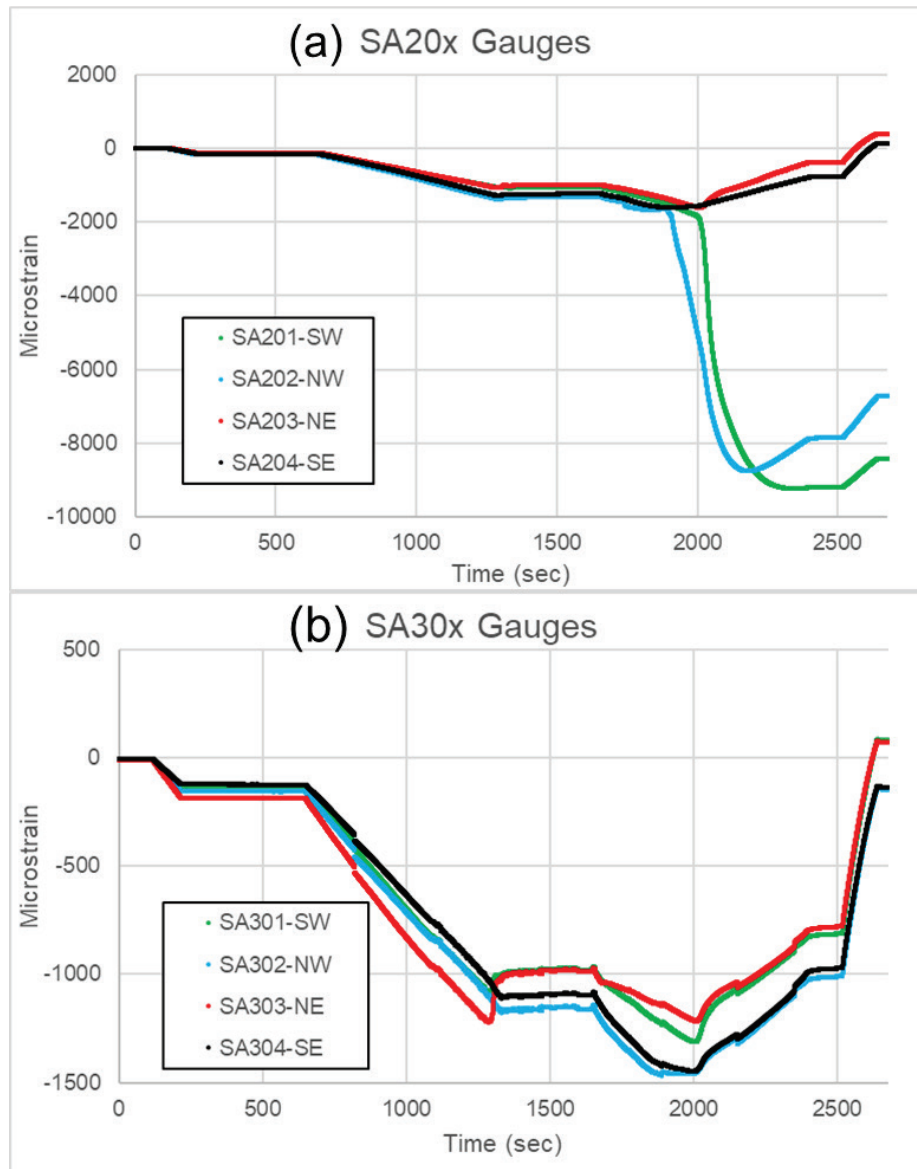 (a) SA20x Gauges
2000
0
-2000
-4000
-6000
-8000
-10000
Microstrain
SA201-SW
SA202-NW
SA203-NE
SA204-SE
0 500 1000 1500 2000 2500
Time (sec)
(b) SA30x Gauges
500
0
-500
-1000
-1500
Microstrain
SA301-SW
SA302-NW
SA303-NE
SA304-SE
0 500 1000 1500 2000 2500
Time (sec)